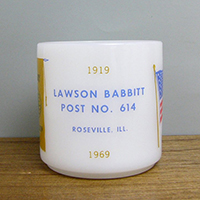 1919
LAWSON BABBITT
POST NO. 614
ROSEVILLE, ILL.
1969